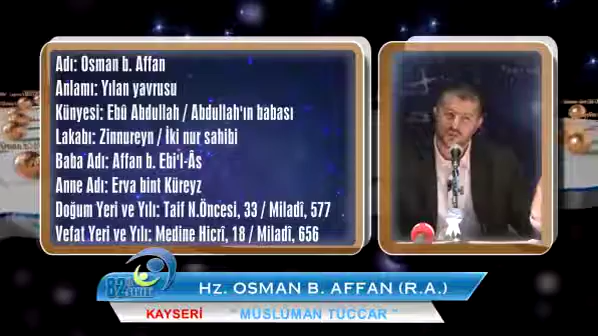 Adı: Osman b. Affan
Anlamı: Yılan yavrusu
Künyesi: Ebû Abdullah / Abdullah'ın babası
Lakabı: Zinnureyn / İki nur sahibi
Baba Adı: Affan b. Ebi'l-Âs
Anne Adı: Erva bint Küreyz
Doğum Yeri ve Yılı: Taif N.Öncesi, 33 / Miladî, 577
Vefat Yeri ve Yılı: Medine Hicrî, 18 / Miladî, 656
82
Hz. OSMAN B. AFFAN (R.A.)
KAYSERİ " MÜSLÜMAN TÜCCAR "